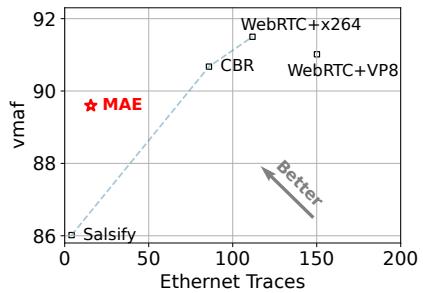 92
WebRTC+x264
CBR
WebRTC+VP8
90
MAE
vmaf
88
Better
86
Salsify
0
50
100
150
200
Ethernet Traces